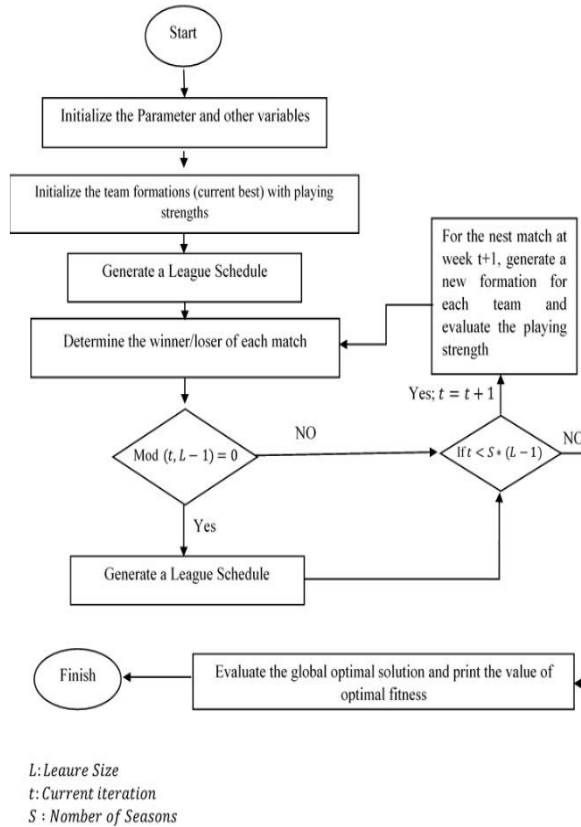 Start
Initialize the Parameter and other variables
Initialize the team formations (current best) with playing
strengths
Generate a League Schedule
Determine the winner/loser of each match
For the nest match at
week t+1, generate a
new formation for
each team and
evaluate the playing
strength
Yes; t = t + 1
Mod (t, L − 1) = 0
NO
If t < S * (L − 1)
NO
Yes
Generate a League Schedule
Finish
Evaluate the global optimal solution and print the value of
optimal fitness
L: Leaure Size
t: Current iteration
S : Nomber of Seasons